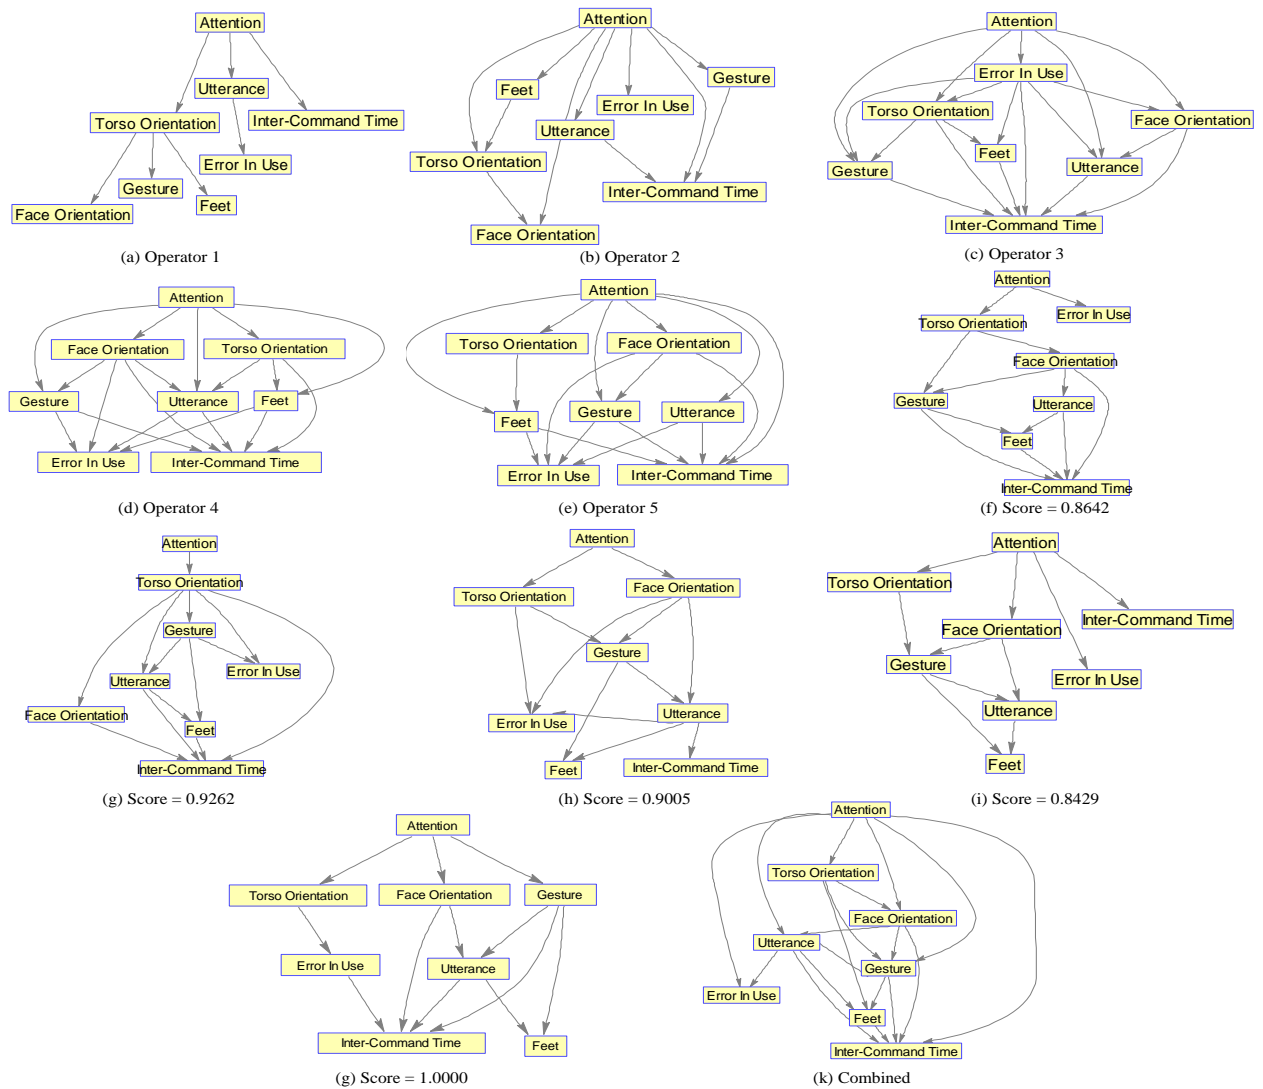 Attention
Utterance
Torso Orientation
Inter-Command Time
Error In Use
Gesture
Feet
Face Orientation
(a) Operator 1
Attention
Gesture
Feet
Error In Use
Utterance
Torso Orientation
Inter-Command Time
Face Orientation
(b) Operator 2
Attention
Error In Use
Torso Orientation
Face Orientation
Feet
Gesture
Utterance
Inter-Command Time
(c) Operator 3
Attention
Face Orientation
Torso Orientation
Gesture
Utterance
Feet
Error In Use
Inter-Command Time
(d) Operator 4
Attention
Torso Orientation
Face Orientation
Gesture
Utterance
Feet
Error In Use
Inter-Command Time
(e) Operator 5
Attention
Error In Use
Torso Orientation
Face Orientation
Gesture
Utterance
Feet
Inter-Command Time
(f) Score = 0.8642
Attention
Torso Orientation
Gesture
Error In Use
Utterance
Face Orientation
Feet
Inter-Command Time
(g) Score = 0.9262
Attention
Face Orientation
Torso Orientation
Gesture
Utterance
Error In Use
Feet
Inter-Command Time
(h) Score = 0.9005
Attention
Torso Orientation
Inter-Command Time
Face Orientation
Gesture
Error In Use
Utterance
Feet
(i) Score = 0.8429
Attention
Torso Orientation
Face Orientation
Gesture
Error In Use
Utterance
Inter-Command Time
Feet
(g) Score = 1.0000
Attention
Torso Orientation
Face Orientation
Utterance
Gesture
Error In Use
Feet
Inter-Command Time
(k) Combined